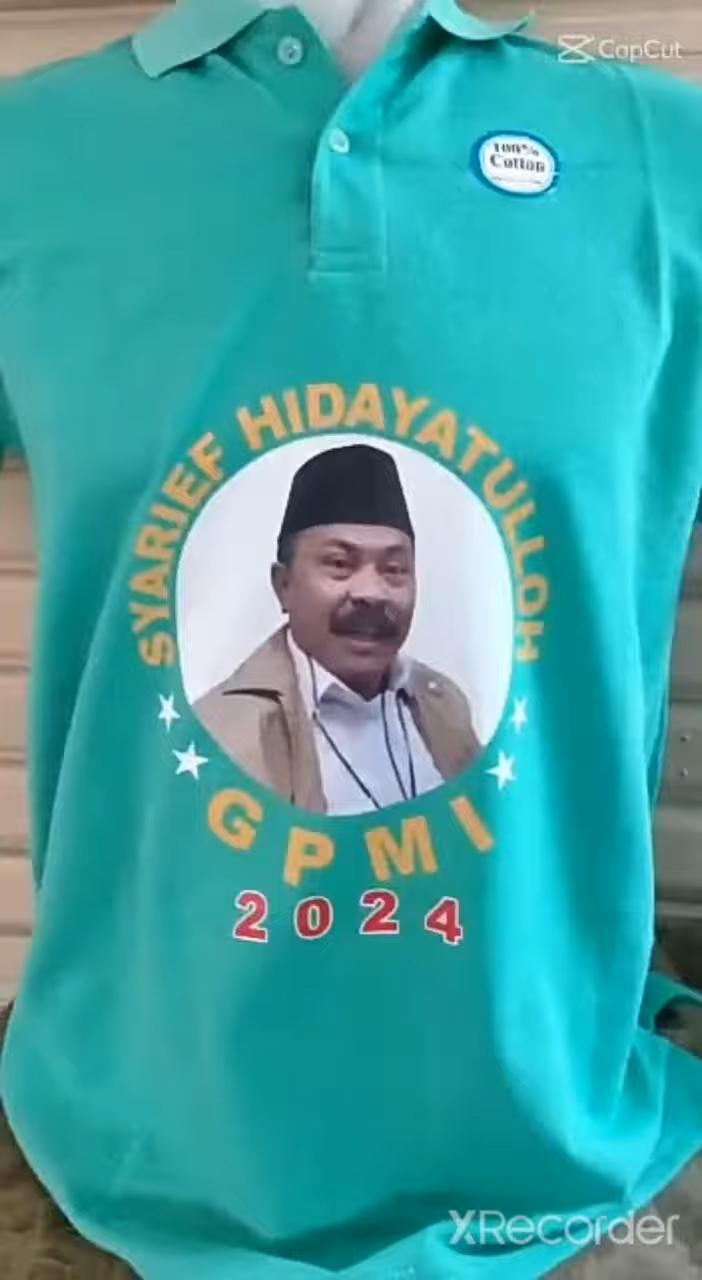 CapCut
100%
Cotton
SYARIEF HIDAYATULLOH
GPMI
2024
XRecorder